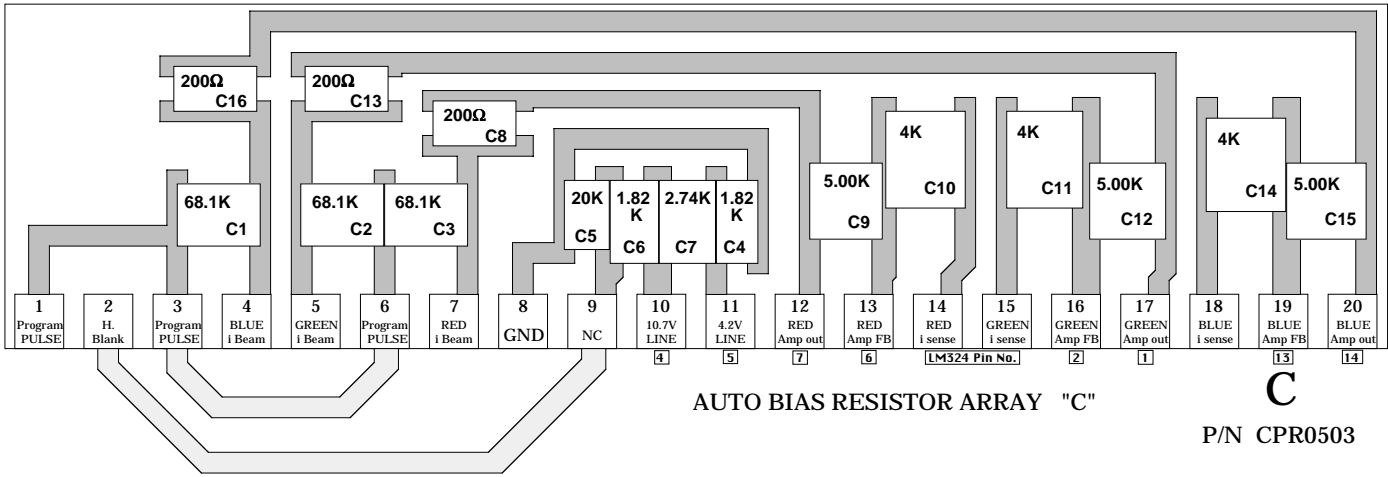 200Ω
C16
200Ω
C13
200Ω
C8
68.1K
C1
68.1K
C2
68.1K
C3
20K
C5
1.82
K
C6
2.74K
C7
1.82
K
C4
5.00K
C9
4K
C10
4K
C11
5.00K
C12
4K
C14
5.00K
C15
1
Program
PULSE
2
H.
Blank
3
Program
PULSE
4
BLUE
i Beam
5
GREEN
i Beam
6
Program
PULSE
7
RED
i Beam
8
GND
9
NC
10
10.7V
LINE
4
11
4.2V
LINE
5
12
RED
Amp out
7
13
RED
Amp FB
6
14
RED
i sense
15
GREEN
i sense
LM324 Pin No.
16
GREEN
Amp FB
2
17
GREEN
Amp out
1
18
BLUE
i sense
19
BLUE
Amp FB
13
20
BLUE
Amp out
14
AUTO BIAS RESISTOR ARRAY "C"
C
P/N CPR0503